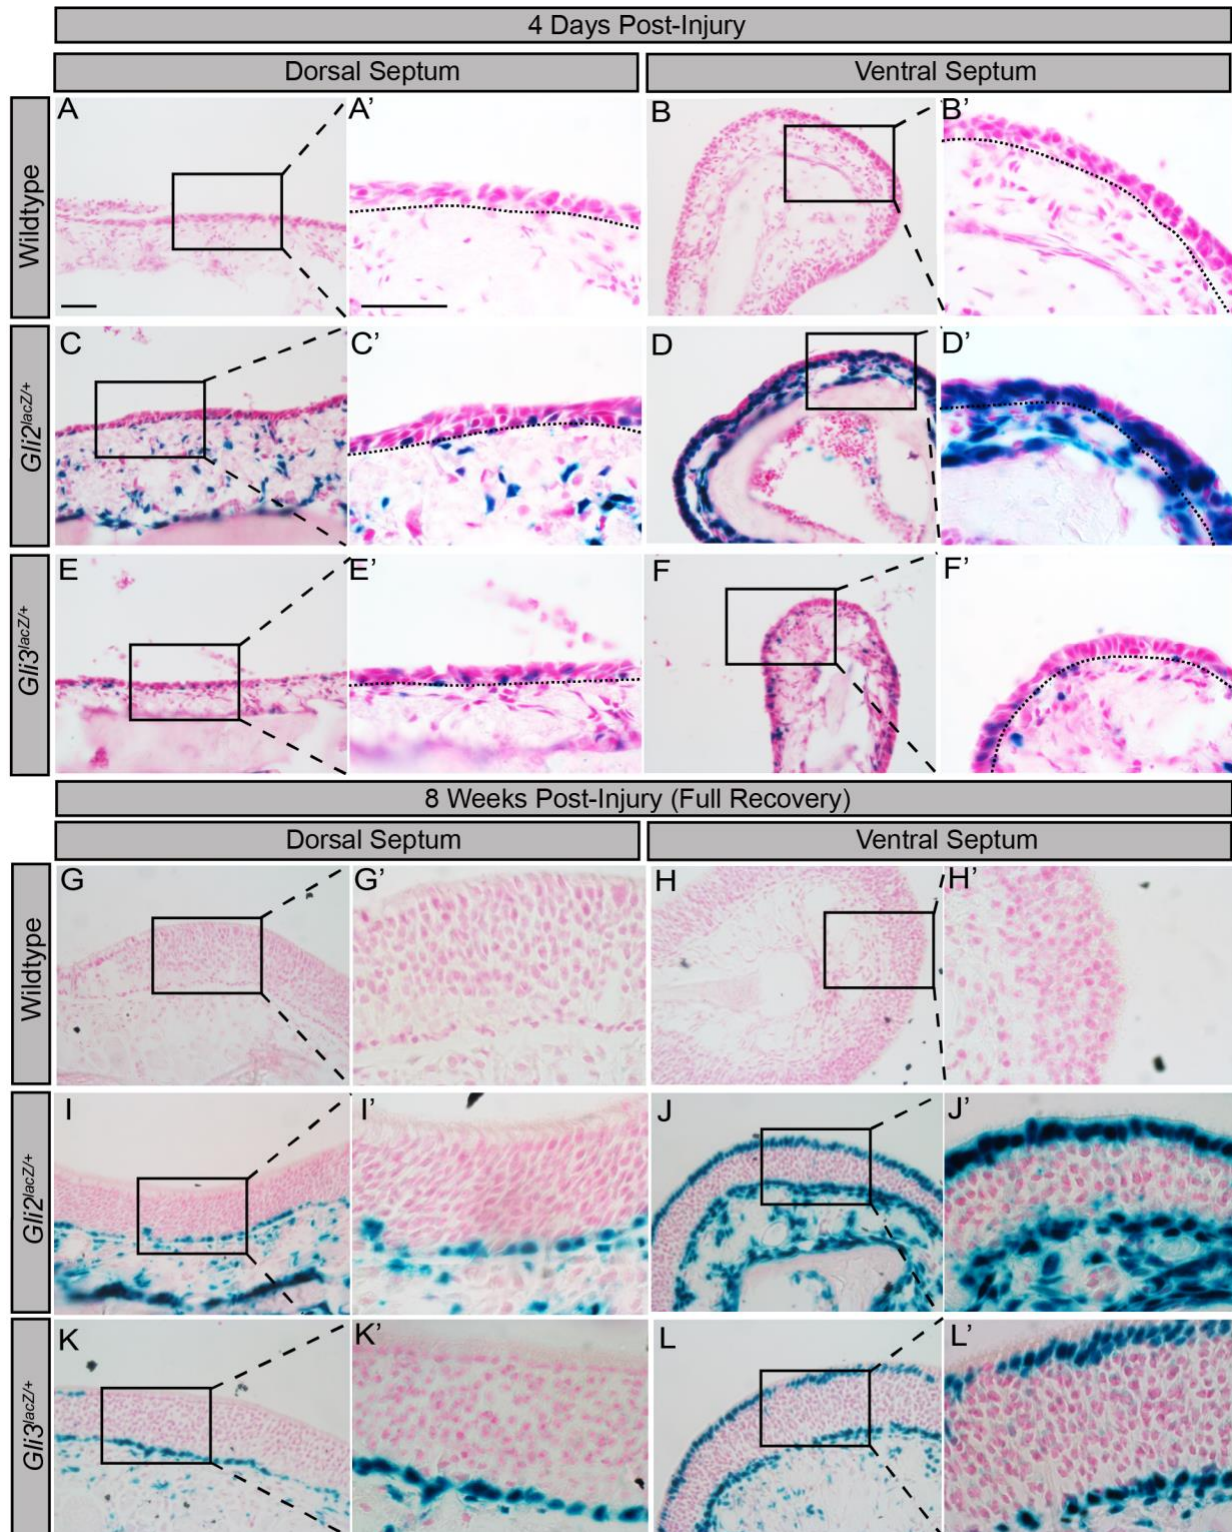 4 Days Post-Injury
Dorsal Septum
Ventral Septum
Wildtype
A
A’
B
B’
Gli2lacZ/+
C
C’
D
D’
Gli3lacZ/+
E
E’
F
F’
8 Weeks Post-Injury (Full Recovery)
Dorsal Septum
Ventral Septum
Wildtype
G
G’
H
H’
Gli2lacZ/+
I
I’
J
J’
Gli3lacZ/+
K
K’
L
L’